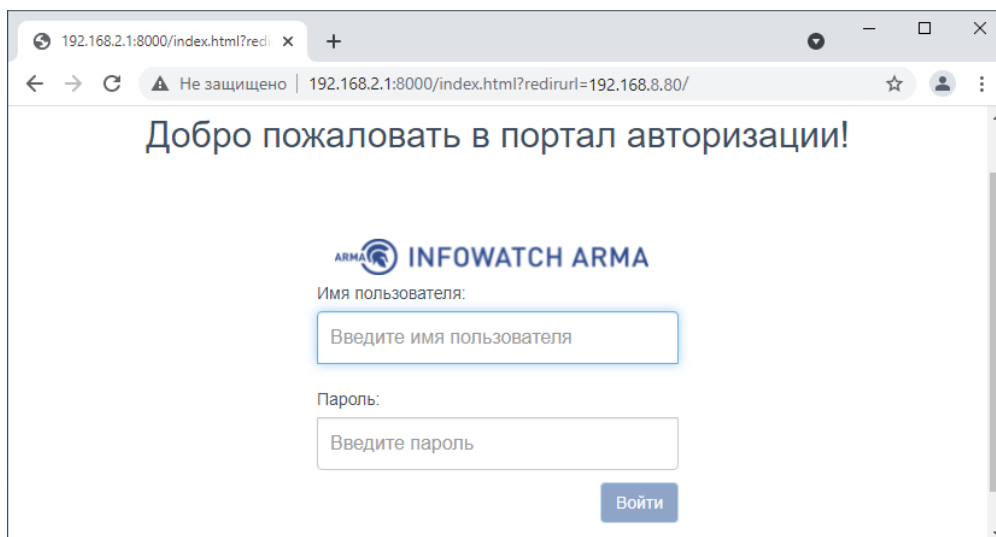 192.168.2.1:8000/index.html?redi
Не защищено | 192.168.2.1:8000/index.html?redirurl=192.168.8.80/
Добро пожаловать в портал авторизации!
ARMA INFOWATCH ARMA
Имя пользователя:
Введите имя пользователя
Пароль:
Введите пароль
Войти